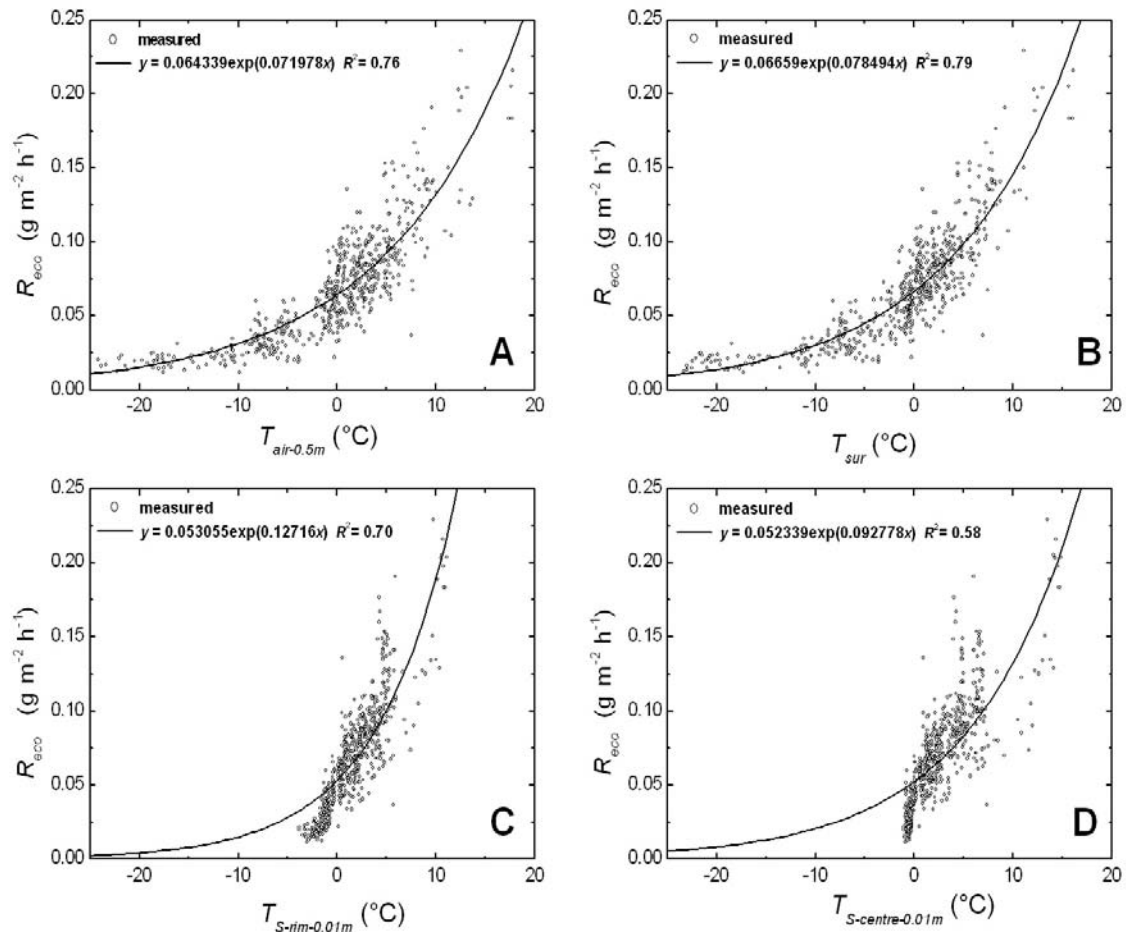 measured
y = 0.064339exp(0.071978x) R² = 0.76
0.25
0.20
0.15
0.10
0.05
0.00
R_eco (g m⁻² h⁻¹)
A
-20 -10 0 10 20
T_air-0.5m (°C)
measured
y = 0.06659exp(0.078494x) R² = 0.79
0.25
0.20
0.15
0.10
0.05
0.00
R_eco (g m⁻² h⁻¹)
B
-20 -10 0 10 20
T_sur (°C)
measured
y = 0.053055exp(0.12716x) R² = 0.70
0.25
0.20
0.15
0.10
0.05
0.00
R_eco (g m⁻² h⁻¹)
C
-20 -10 0 10 20
T_S-rim-0.01m (°C)
measured
y = 0.052339exp(0.092778x) R² = 0.58
0.25
0.20
0.15
0.10
0.05
0.00
R_eco (g m⁻² h⁻¹)
D
-20 -10 0 10 20
T_S-centre-0.01m (°C)